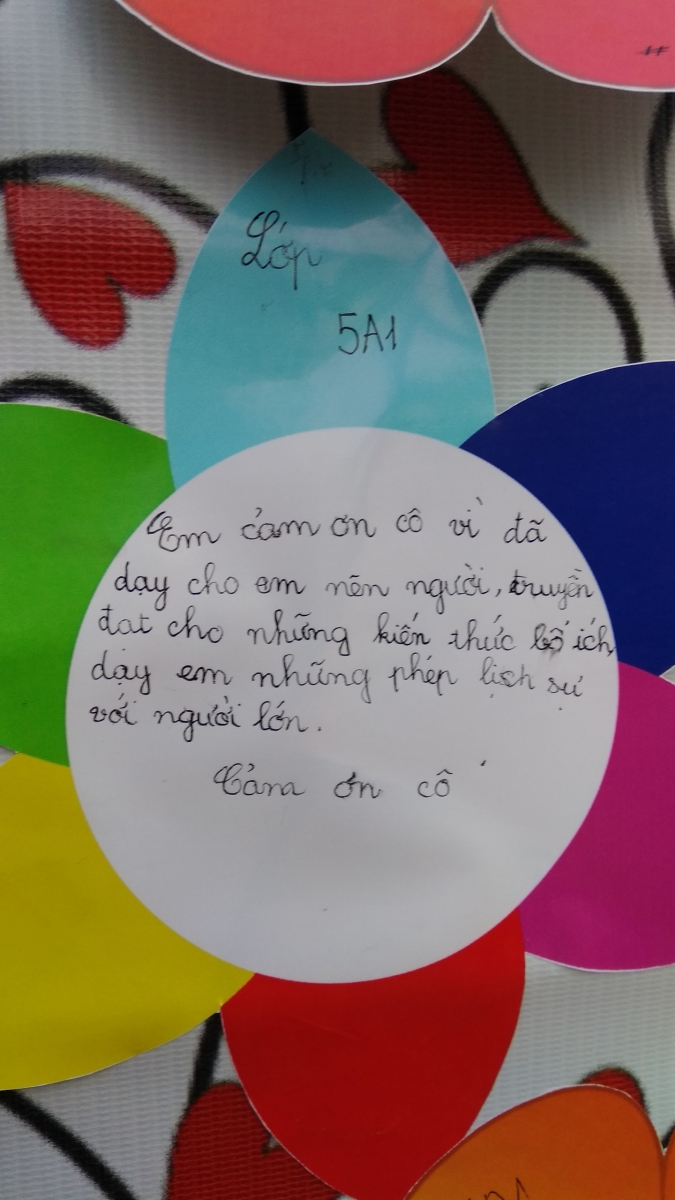 Lớp
5A1
Em cảm ơn cô vì đã
dạy cho em nên người, truyền
đạt cho những kiến thức bổ ích,
dạy em những phép lịch sự
với người lớn.
Cảm ơn cô